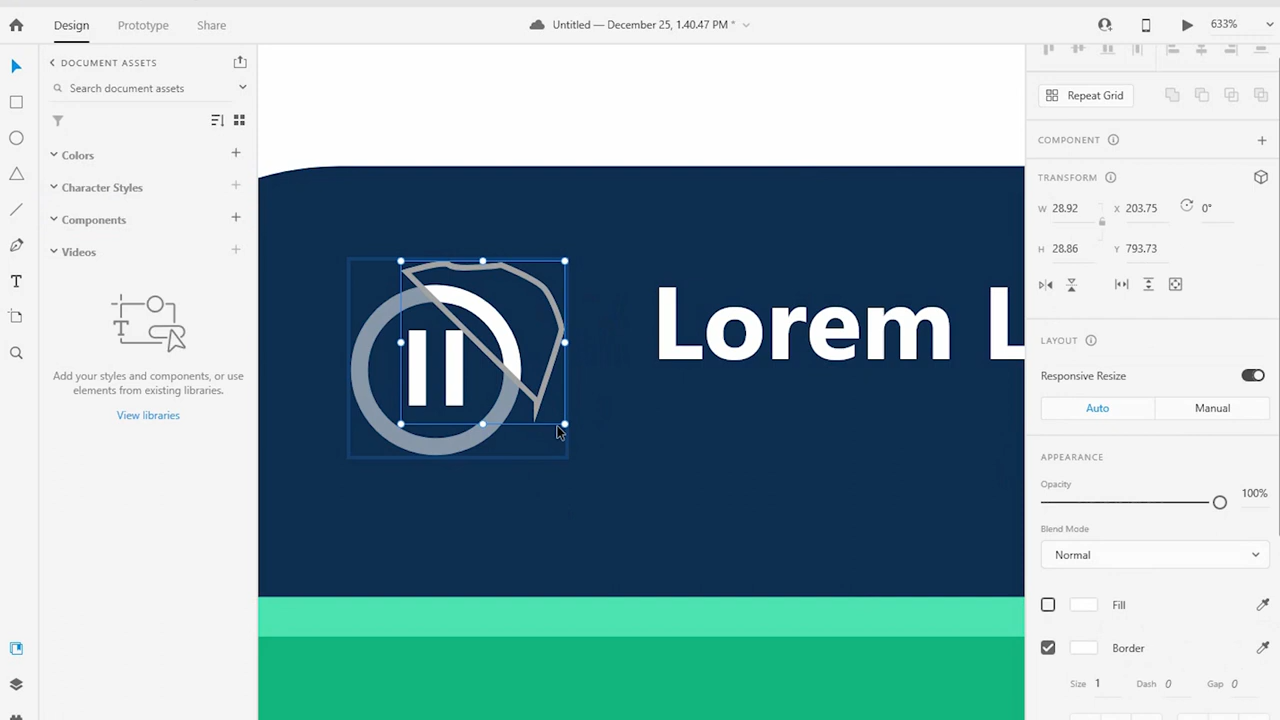 Design Prototype Share Untitled — December 25, 1.40.47 PM * 633%
DOCUMENT ASSETS
Search document assets
Colors
Character Styles
Components
Videos
Add your styles and components, or use
elements from existing libraries.
View libraries
Lorem L
Repeat Grid
COMPONENT
TRANSFORM
W 28.92 X 203.75 0°
H 28.86 Y 793.73
LAYOUT
Responsive Resize
Auto Manual
APPEARANCE
Opacity
100%
Blend Mode
Normal
Fill
Border
Size 1 Dash 0 Gap 0